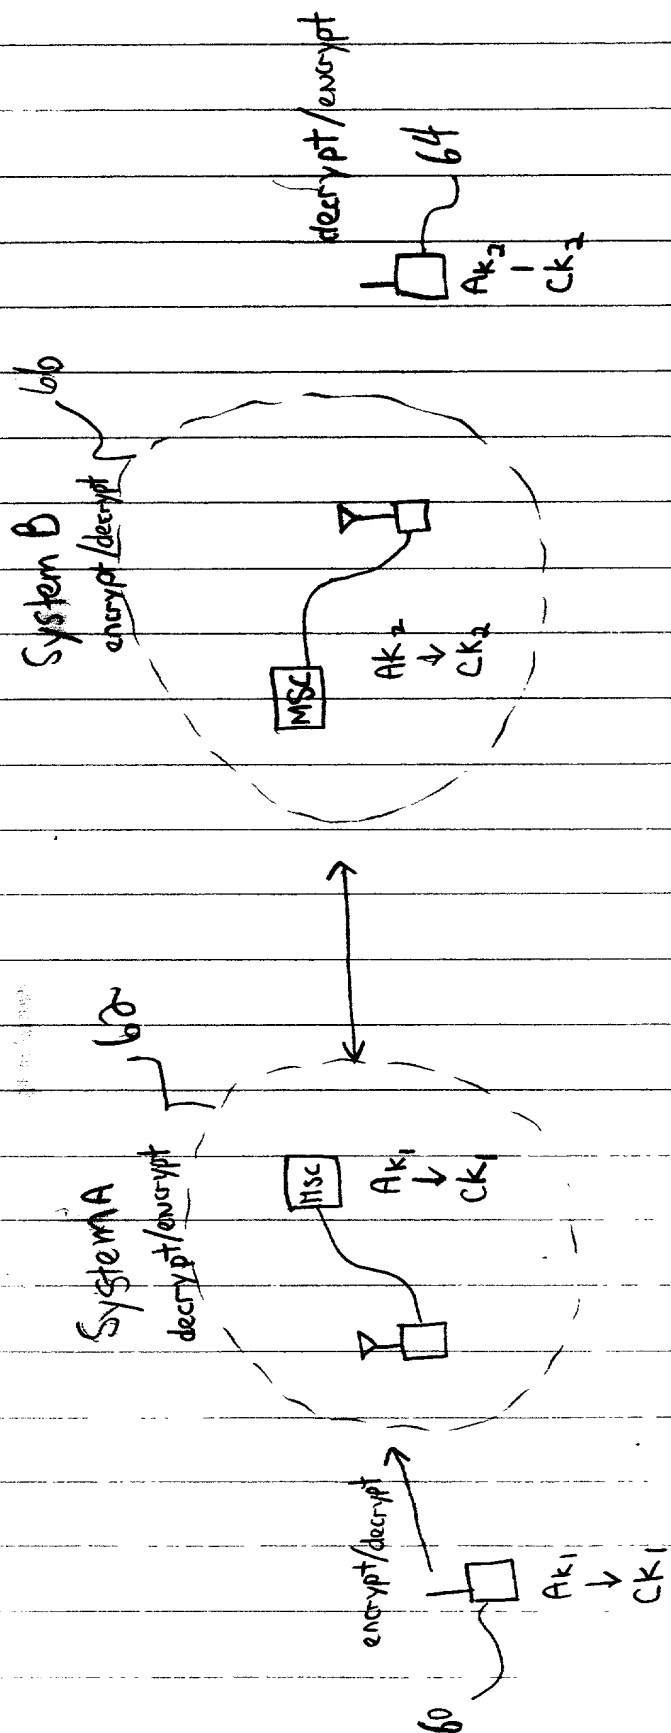 60
encrypt/decrypt
AK1
↓
CK1
System A
decrypt/encrypt
62
MSC
AK1
↓
CK1
System B
encrypt/decrypt
66
MSC
AK2
↓
CK2
decrypt/encrypt
64
AK2
CK2